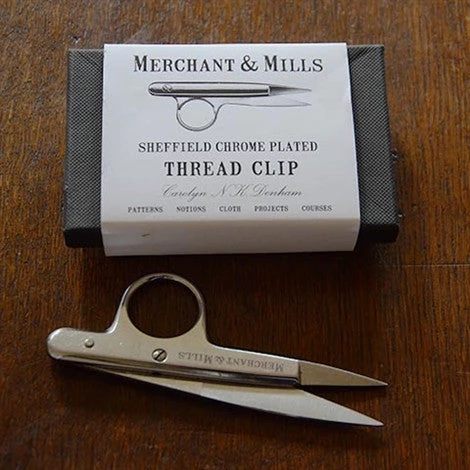 MERCHANT & MILLS
SHEFFIELD CHROME PLATED
THREAD CLIP
Carolyn N. K. Denham
PATTERNS NOTIONS CLOTH PROJECTS COURSES
MERCHANT & MILLS